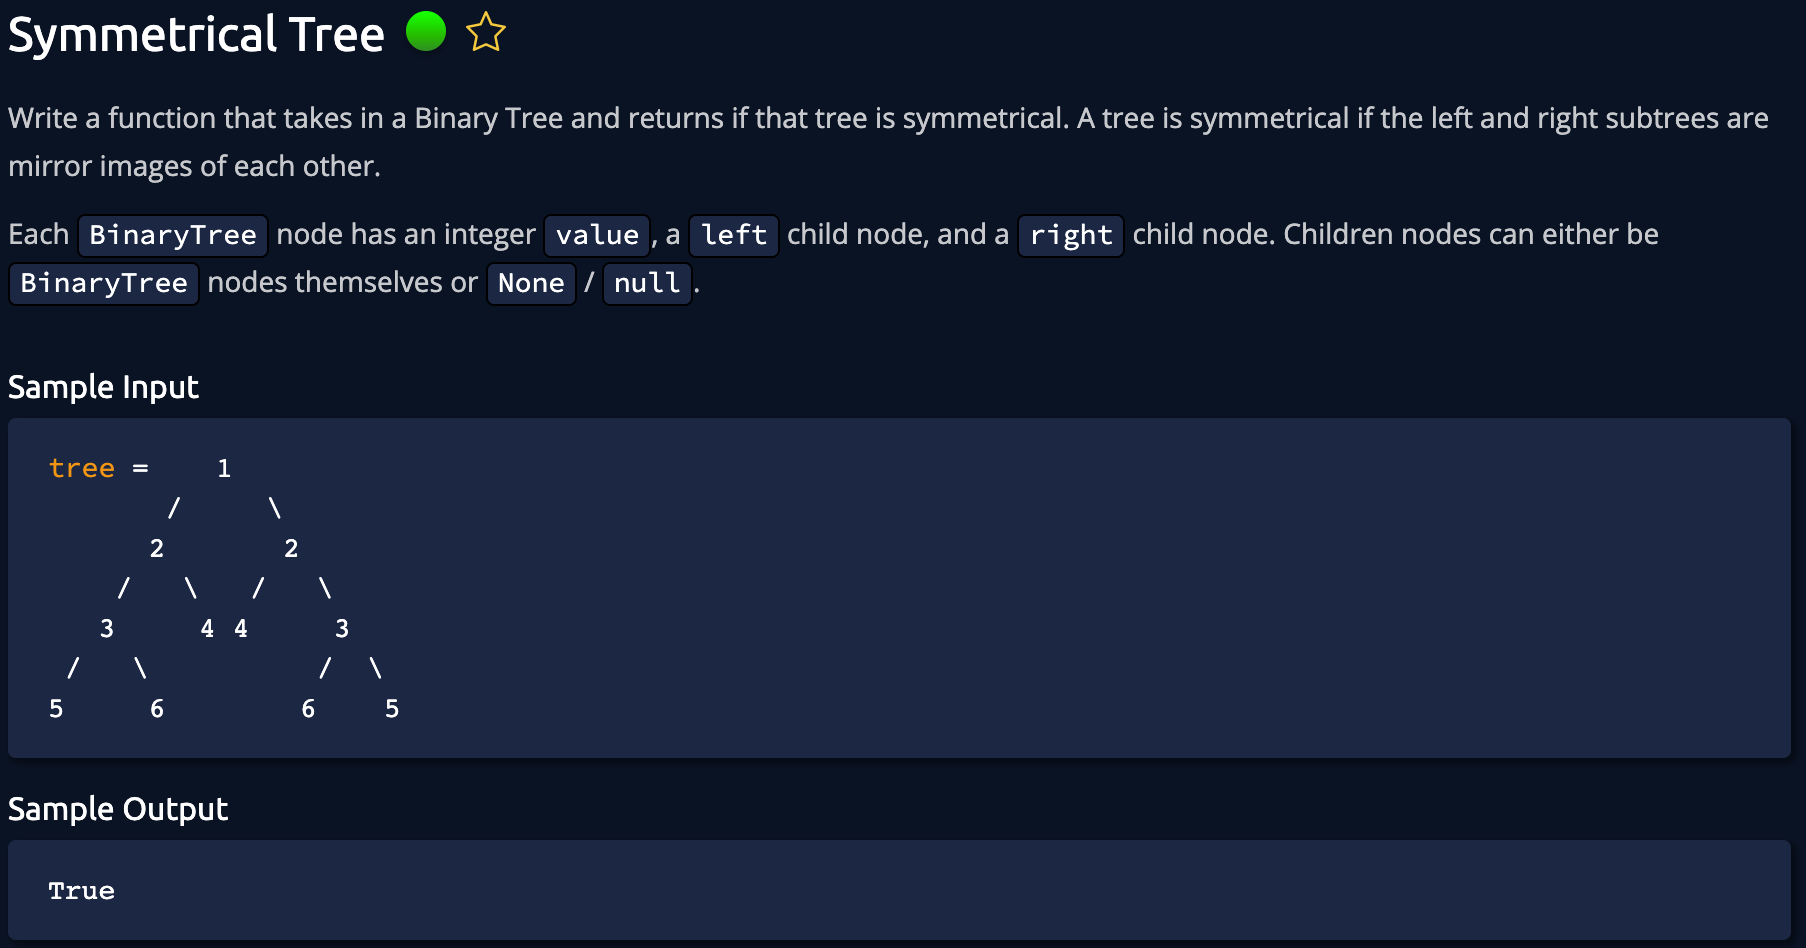 Symmetrical Tree
Write a function that takes in a Binary Tree and returns if that tree is symmetrical. A tree is symmetrical if the left and right subtrees are
mirror images of each other.
Each BinaryTree node has an integer value, a left child node, and a right child node. Children nodes can either be
BinaryTree nodes themselves or None / null.
Sample Input
tree =    1
       /     \
      2       2
    /   \   /   \
   3     4 4     3
 /   \          /  \
5     6        6    5
Sample Output
True